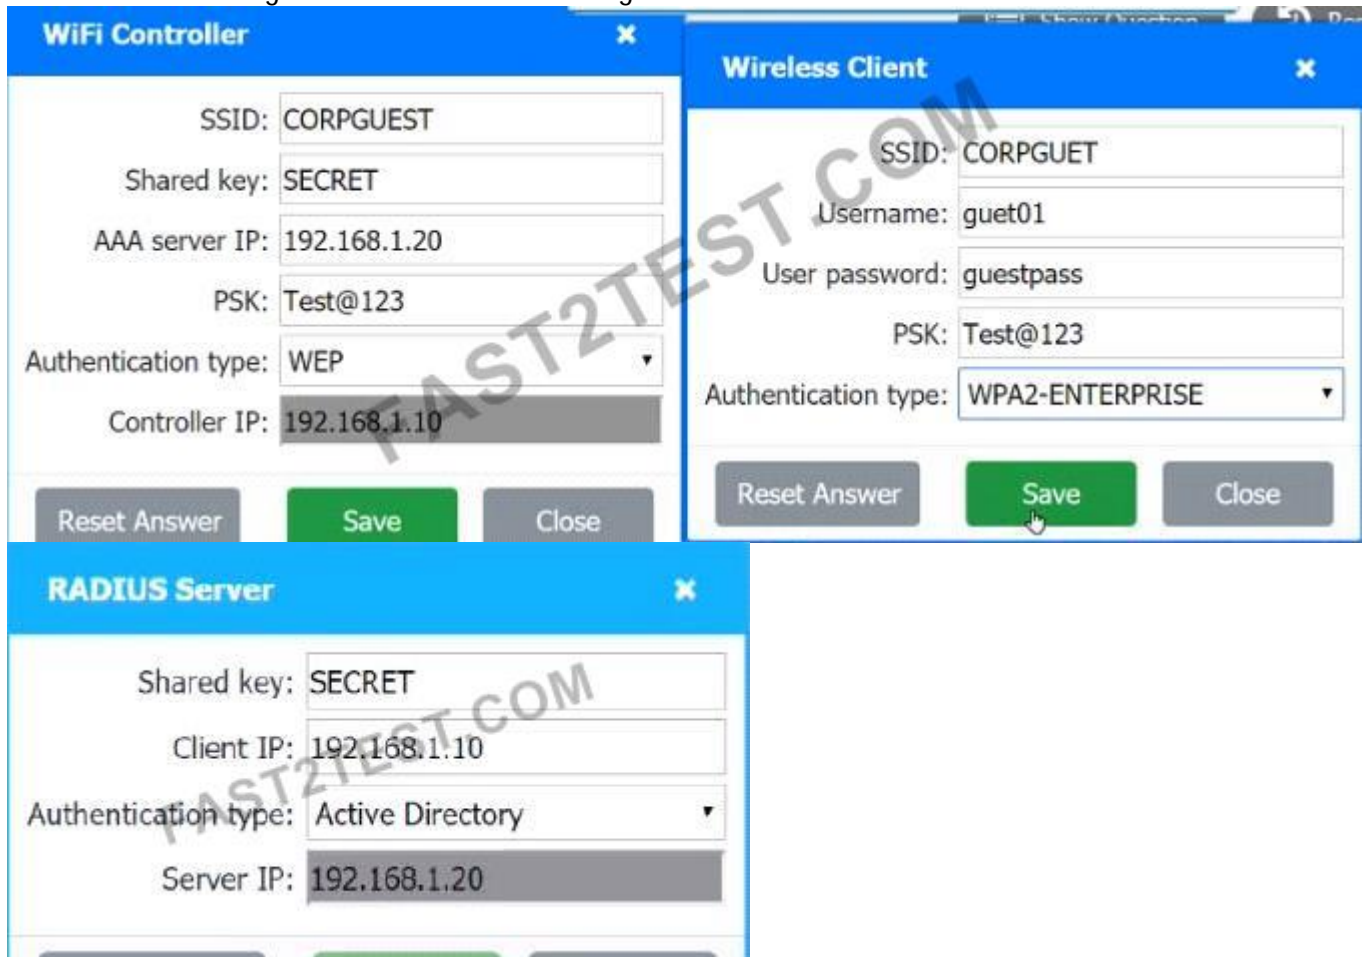 WiFi Controller
SSID: CORPGUEST
Shared key: SECRET
AAA server IP: 192.168.1.20
PSK: Test@123
Authentication type: WEP
Controller IP: 192.168.1.10
Reset Answer Save Close
Wireless Client
SSID: CORPGUET
Username: guet01
User password: guestpass
PSK: Test@123
Authentication type: WPA2-ENTERPRISE
Reset Answer Save Close
FAST2TEST.COM
RADIUS Server
Shared key: SECRET
Client IP: 192.168.1.10
Authentication type: Active Directory
Server IP: 192.168.1.20
FAST2TEST.COM